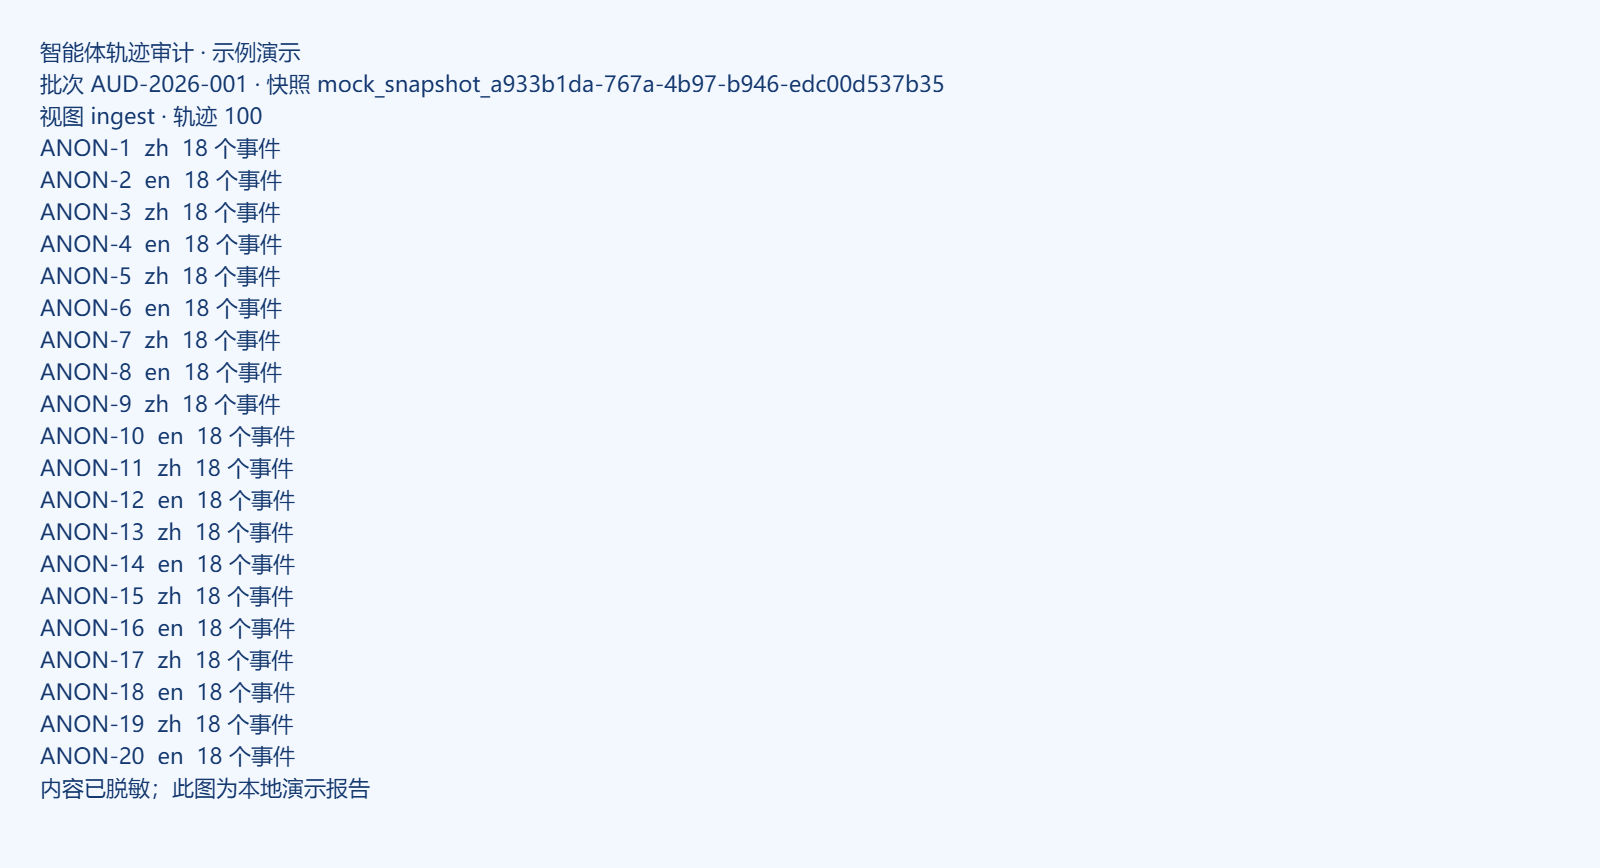 智能体轨迹审计 · 示例演示
批次 AUD-2026-001 · 快照 mock_snapshot_a933b1da-767a-4b97-b946-edc00d537b35
视图 ingest · 轨迹 100
ANON-1  zh  18 个事件
ANON-2  en  18 个事件
ANON-3  zh  18 个事件
ANON-4  en  18 个事件
ANON-5  zh  18 个事件
ANON-6  en  18 个事件
ANON-7  zh  18 个事件
ANON-8  en  18 个事件
ANON-9  zh  18 个事件
ANON-10  en  18 个事件
ANON-11  zh  18 个事件
ANON-12  en  18 个事件
ANON-13  zh  18 个事件
ANON-14  en  18 个事件
ANON-15  zh  18 个事件
ANON-16  en  18 个事件
ANON-17  zh  18 个事件
ANON-18  en  18 个事件
ANON-19  zh  18 个事件
ANON-20  en  18 个事件
内容已脱敏；此图为本地演示报告